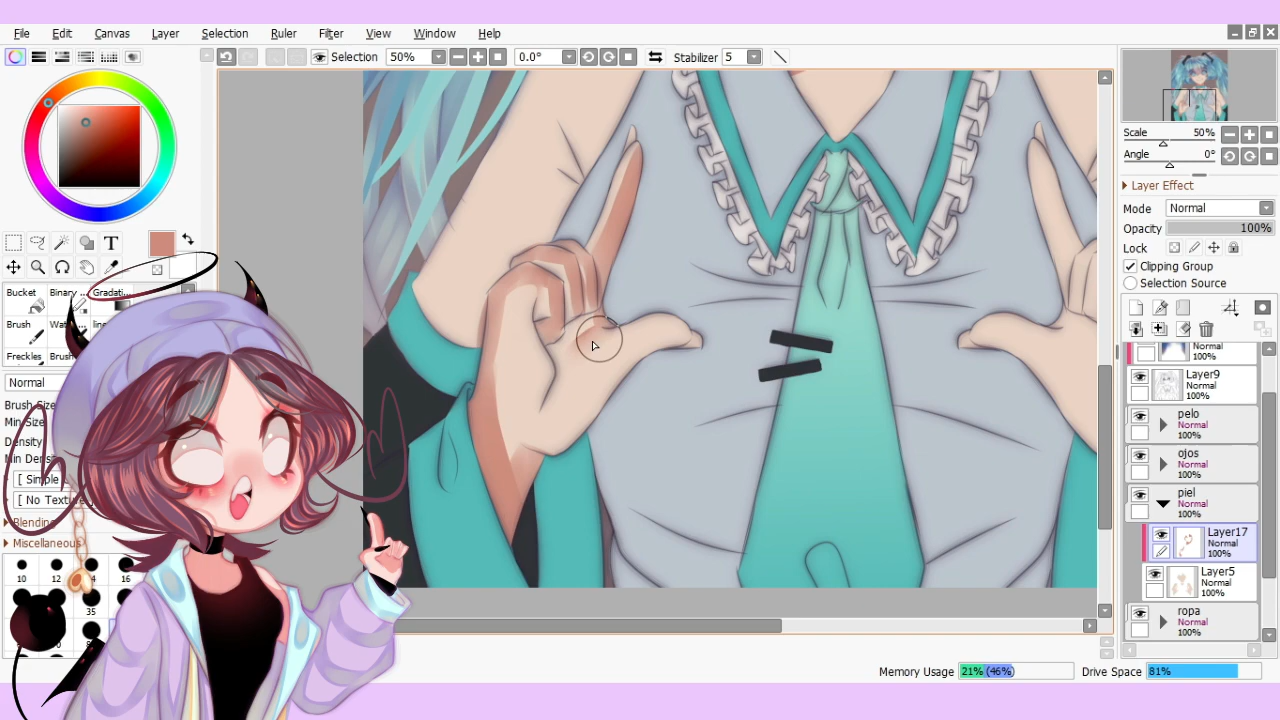 File Edit Canvas Layer Selection Ruler Filter View Window Help
Selection 50% 0.0° Stabilizer 5
Scale 50%
Angle 0°
Layer Effect
Mode Normal
Opacity 100%
Lock
Clipping Group
Selection Source
T
Bucket Binary
Brush
Freckles Brush
Normal
Brush Size
Min Size
Density
Min Density
[ Simple
[ No Texture
Blending
Miscellaneous
10 12 16
35
Normal
100%
Layer9
Normal
100%
pelo
Normal
100%
ojos
Normal
100%
piel
Normal
100%
Layer17
Normal
100%
Layer5
Normal
100%
ropa
Normal
100%
Memory Usage 21% (46%) Drive Space 81%